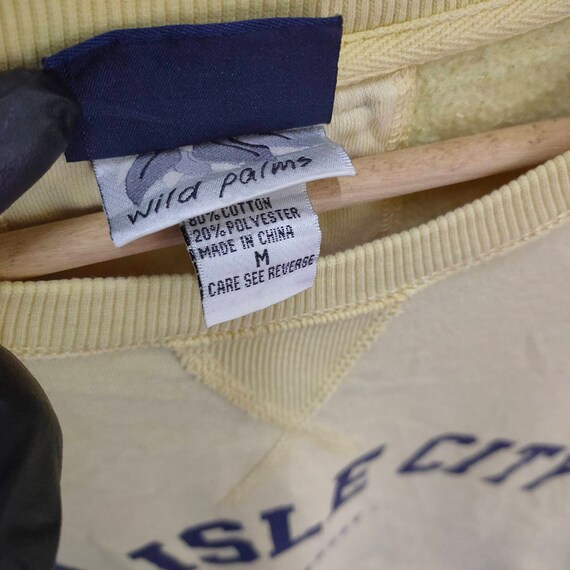 wild palms
80% COTTON
20% POLYESTER
MADE IN CHINA
M
CARE SEE REVERSE
ISLE CITY